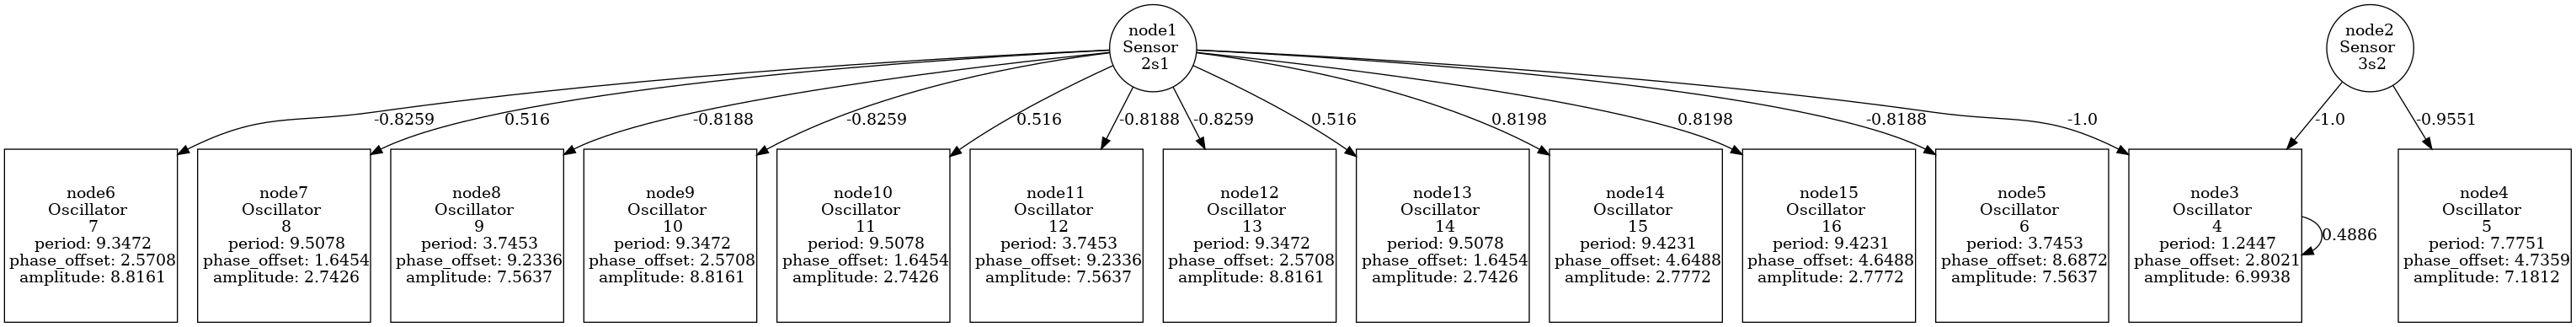 node1
Sensor
2s1
node2
Sensor
3s2
-0.8259
0.516
-0.8188
-0.8259
0.516
-0.8188
-0.8259
0.516
0.8198
0.8198
-0.8188
-1.0
-1.0
-0.9551
node6
Oscillator
7
period: 9.3472
phase_offset: 2.5708
amplitude: 8.8161
node7
Oscillator
8
period: 9.5078
phase_offset: 1.6454
amplitude: 2.7426
node8
Oscillator
9
period: 3.7453
phase_offset: 9.2336
amplitude: 7.5637
node9
Oscillator
10
period: 9.3472
phase_offset: 2.5708
amplitude: 8.8161
node10
Oscillator
11
period: 9.5078
phase_offset: 1.6454
amplitude: 2.7426
node11
Oscillator
12
period: 3.7453
phase_offset: 9.2336
amplitude: 7.5637
node12
Oscillator
13
period: 9.3472
phase_offset: 2.5708
amplitude: 8.8161
node13
Oscillator
14
period: 9.5078
phase_offset: 1.6454
amplitude: 2.7426
node14
Oscillator
15
period: 9.4231
phase_offset: 4.6488
amplitude: 2.7772
node15
Oscillator
16
period: 9.4231
phase_offset: 4.6488
amplitude: 2.7772
node5
Oscillator
6
period: 3.7453
phase_offset: 8.6872
amplitude: 7.5637
node3
Oscillator
4
period: 1.2447
phase_offset: 2.8021
amplitude: 6.9938
0.4886
node4
Oscillator
5
period: 7.7751
phase_offset: 4.7359
amplitude: 7.1812